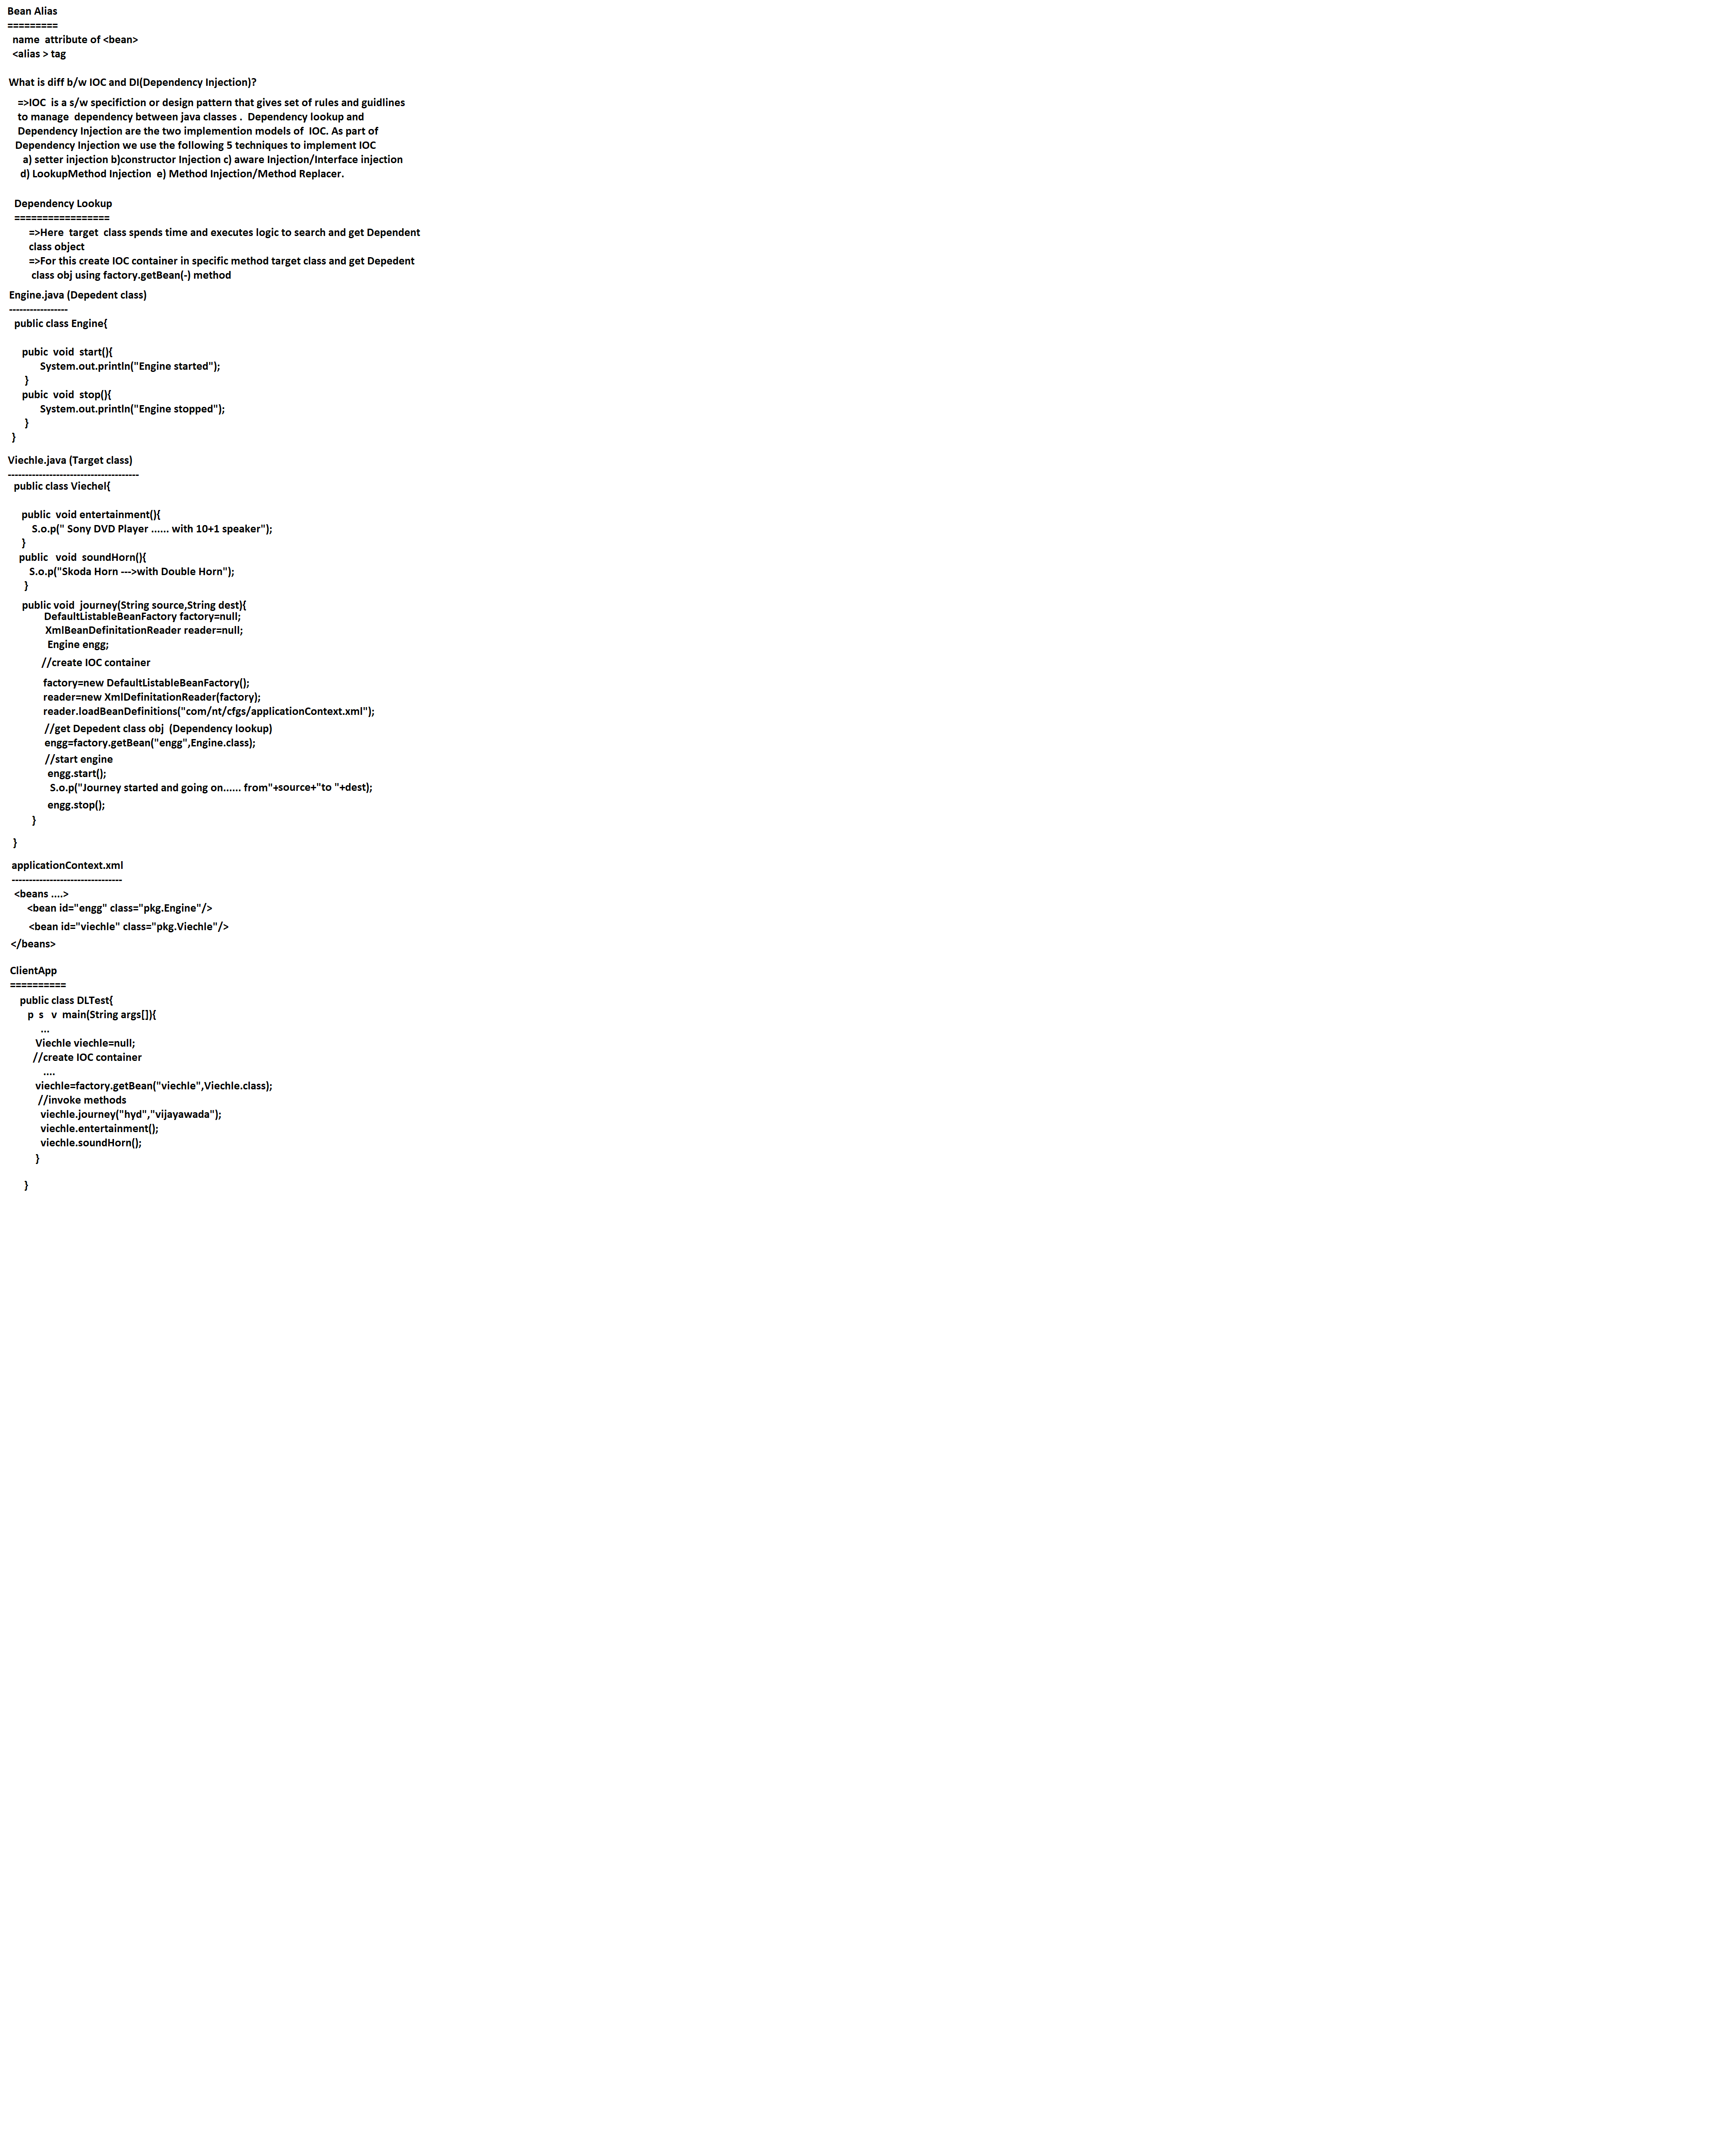 Bean Alias
=========
name  attribute of <bean>
<alias > tag
What is diff b/w IOC and DI(Dependency Injection)?
=>IOC  is a s/w specifiction or design pattern that gives set of rules and guidlines
to manage  dependency between java classes .  Dependency lookup and
Dependency Injection are the two implemention models of  IOC. As part of
Dependency Injection we use the following 5 techniques to implement IOC
a) setter injection b)constructor Injection c) aware Injection/Interface injection
d) LookupMethod Injection  e) Method Injection/Method Replacer.
Dependency Lookup
=================
=>Here  target  class spends time and executes logic to search and get Dependent
class object
=>For this create IOC container in specific method target class and get Depedent
class obj using factory.getBean(-) method
Engine.java (Depedent class)
-----------------
public class Engine{
pubic  void  start(){
System.out.println("Engine started");
}
pubic  void  stop(){
System.out.println("Engine stopped");
}
}
Viechle.java (Target class)
--------------------------------------
public class Viechel{
public  void entertainment(){
S.o.p(" Sony DVD Player ...... with 10+1 speaker");
}
public   void  soundHorn(){
S.o.p("Skoda Horn --->with Double Horn");
}
public void  journey(String source,String dest){
DefaultListableBeanFactory factory=null;
XmlBeanDefinitationReader reader=null;
Engine engg;
//create IOC container
factory=new DefaultListableBeanFactory();
reader=new XmlDefinitationReader(factory);
reader.loadBeanDefinitions("com/nt/cfgs/applicationContext.xml");
//get Depedent class obj  (Dependency lookup)
engg=factory.getBean("engg",Engine.class);
//start engine
engg.start();
S.o.p("Journey started and going on...... from"+source+"to "+dest);
engg.stop();
}
}
applicationContext.xml
--------------------------------
<beans ....>
<bean id="engg" class="pkg.Engine"/>
<bean id="viechle" class="pkg.Viechle"/>
</beans>
ClientApp
==========
public class DLTest{
p  s   v  main(String args[]){
...
Viechle viechle=null;
//create IOC container
....
viechle=factory.getBean("viechle",Viechle.class);
//invoke methods
viechle.journey("hyd","vijayawada");
viechle.entertainment();
viechle.soundHorn();
}
}